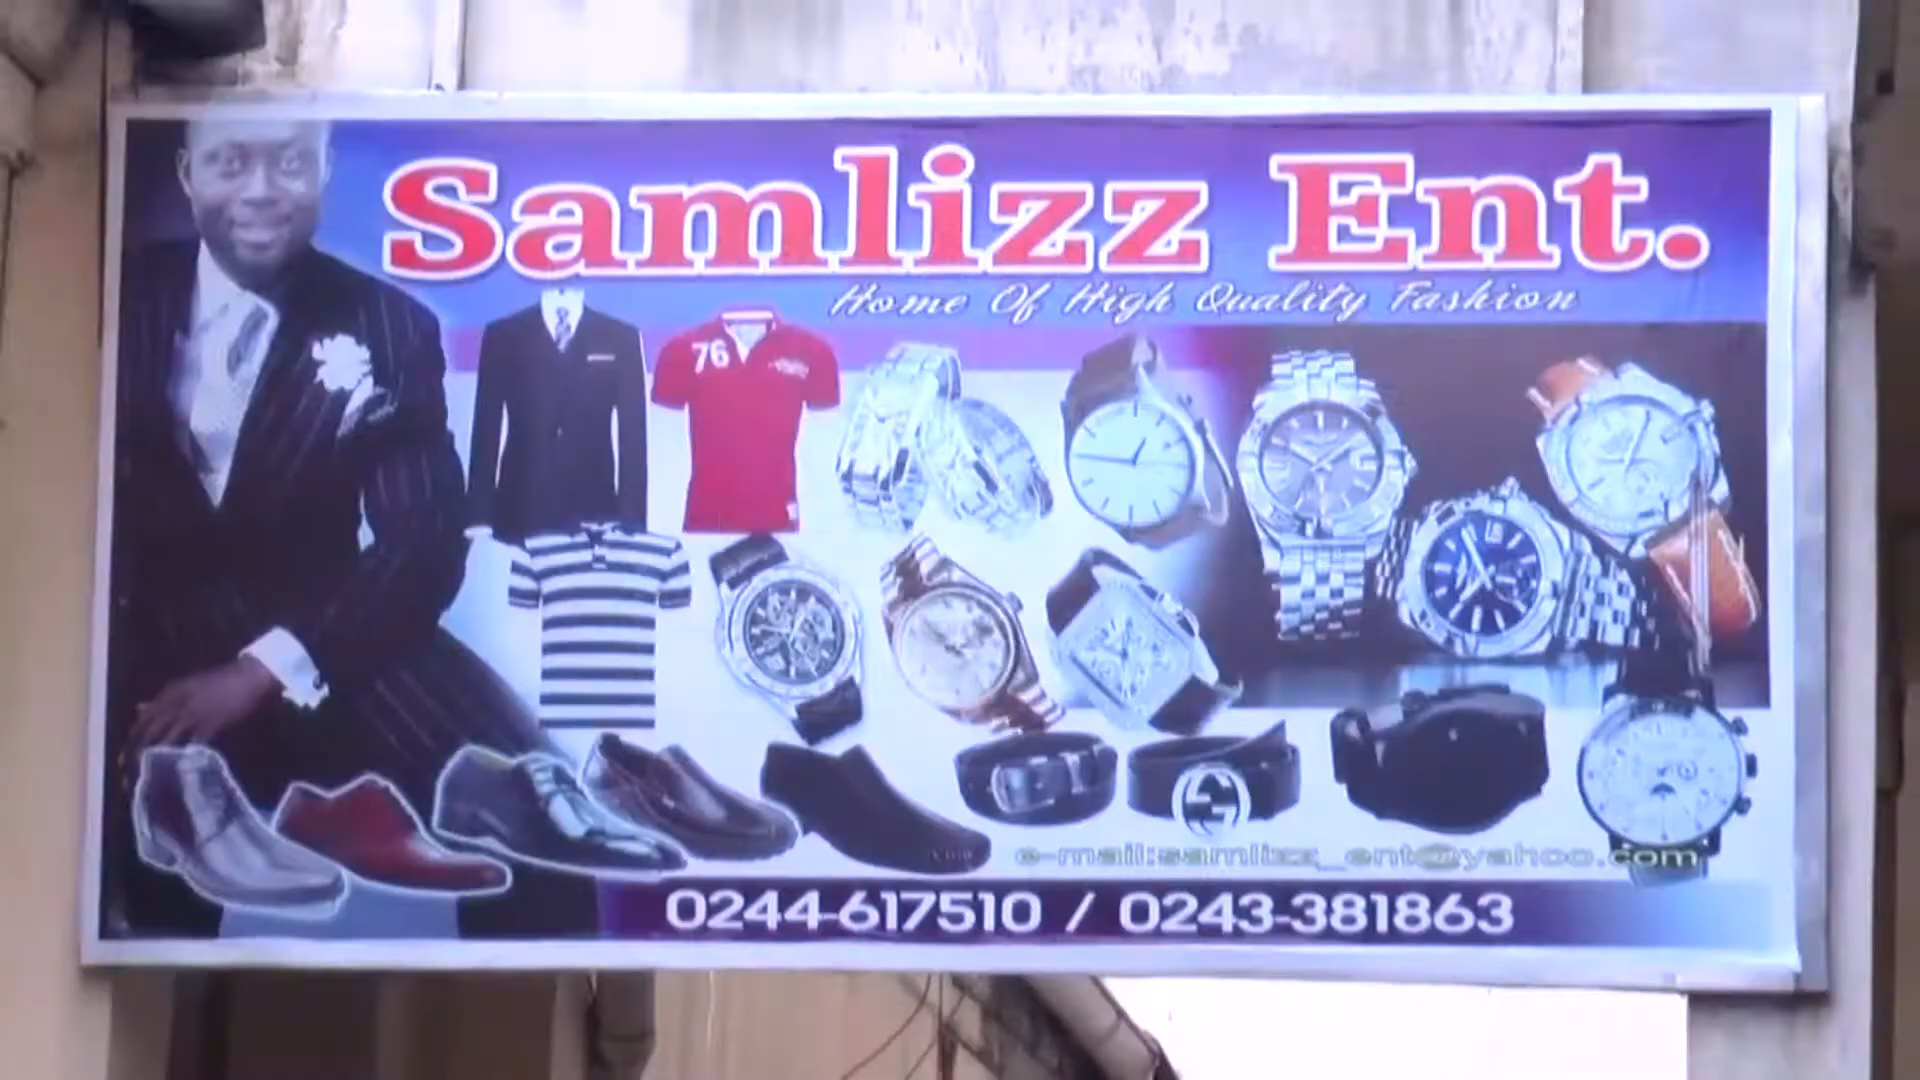 Samlizz Ent.
Home Of High Quality Fashion
76
e-mail:samlizz_ent@yahoo.com
0244-617510 / 0243-381863